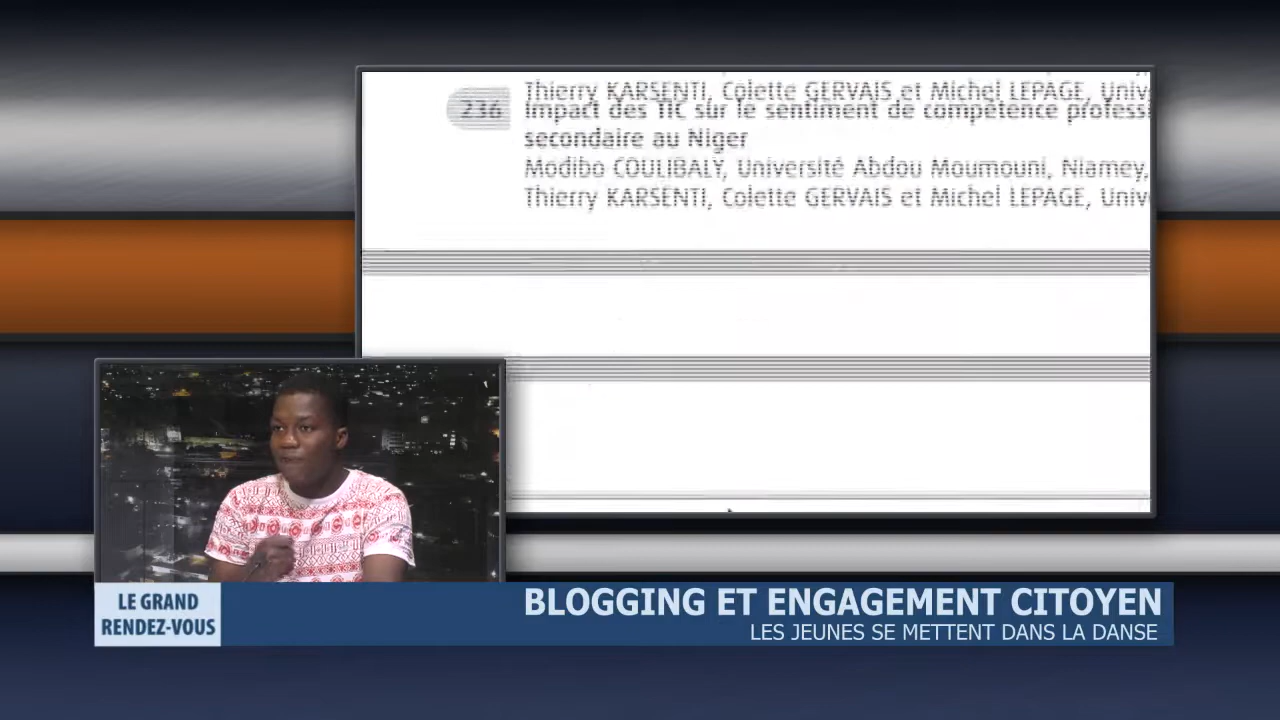 Thierry KARSENTI, Colette GERVAIS et Michel LEPAGE, Univ
236
Impact des TIC sur le sentiment de compétence professi
secondaire au Niger
Modibo COULIBALY, Université Abdou Moumouni, Niamey,
Thierry KARSENTI, Colette GERVAIS et Michel LEPAGE, Univ
LE GRAND
RENDEZ-VOUS
BLOGGING ET ENGAGEMENT CITOYEN
LES JEUNES SE METTENT DANS LA DANSE